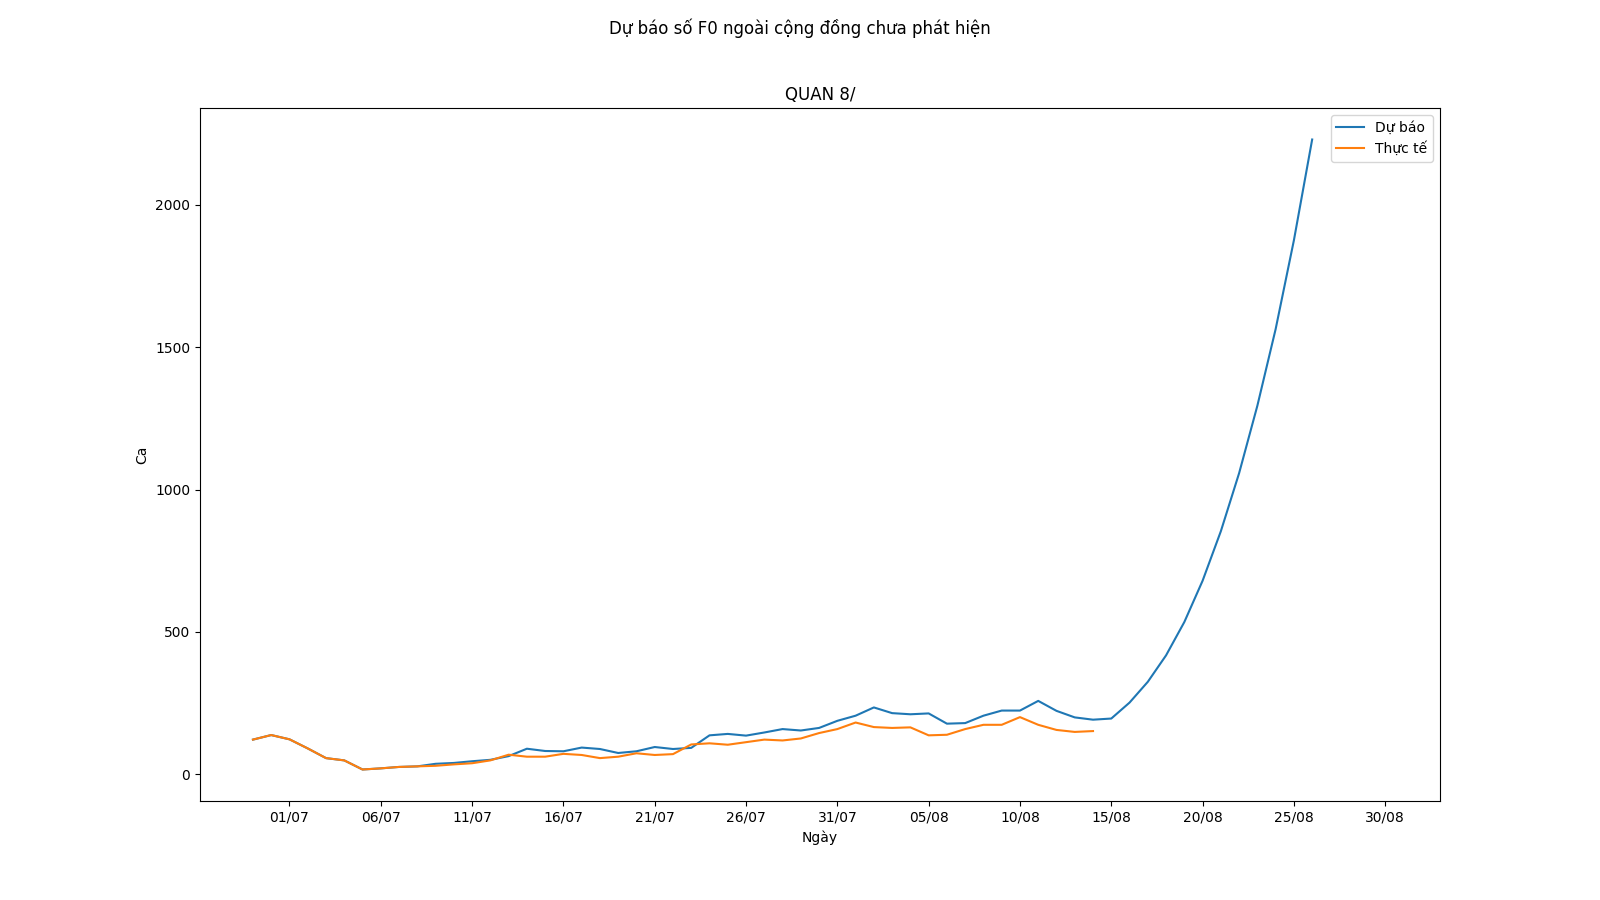 Dự báo số F0 ngoài cộng đồng chưa phát hiện
QUAN 8/
Dự báo
Thực tế
2000
1500
1000
500
0
Ca
01/07 06/07 11/07 16/07 21/07 26/07 31/07 05/08 10/08 15/08 20/08 25/08 30/08
Ngày